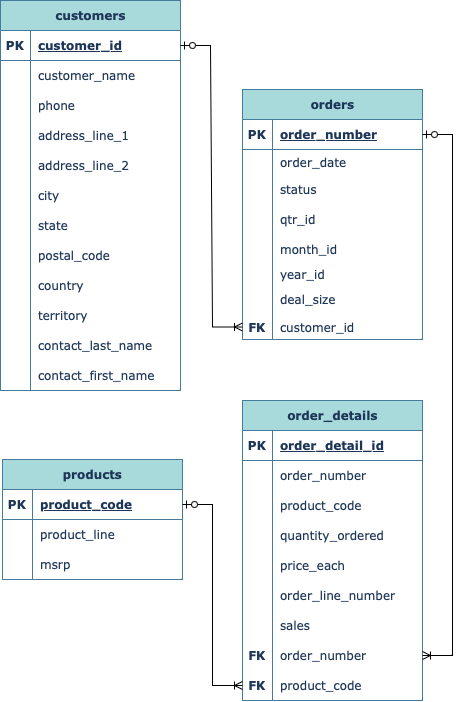 customers
PK customer_id
customer_name
phone
address_line_1
address_line_2
city
state
postal_code
country
territory
contact_last_name
contact_first_name
orders
PK order_number
order_date
status
qtr_id
month_id
year_id
deal_size
FK customer_id
products
PK product_code
product_line
msrp
order_details
PK order_detail_id
order_number
product_code
quantity_ordered
price_each
order_line_number
sales
FK order_number
FK product_code